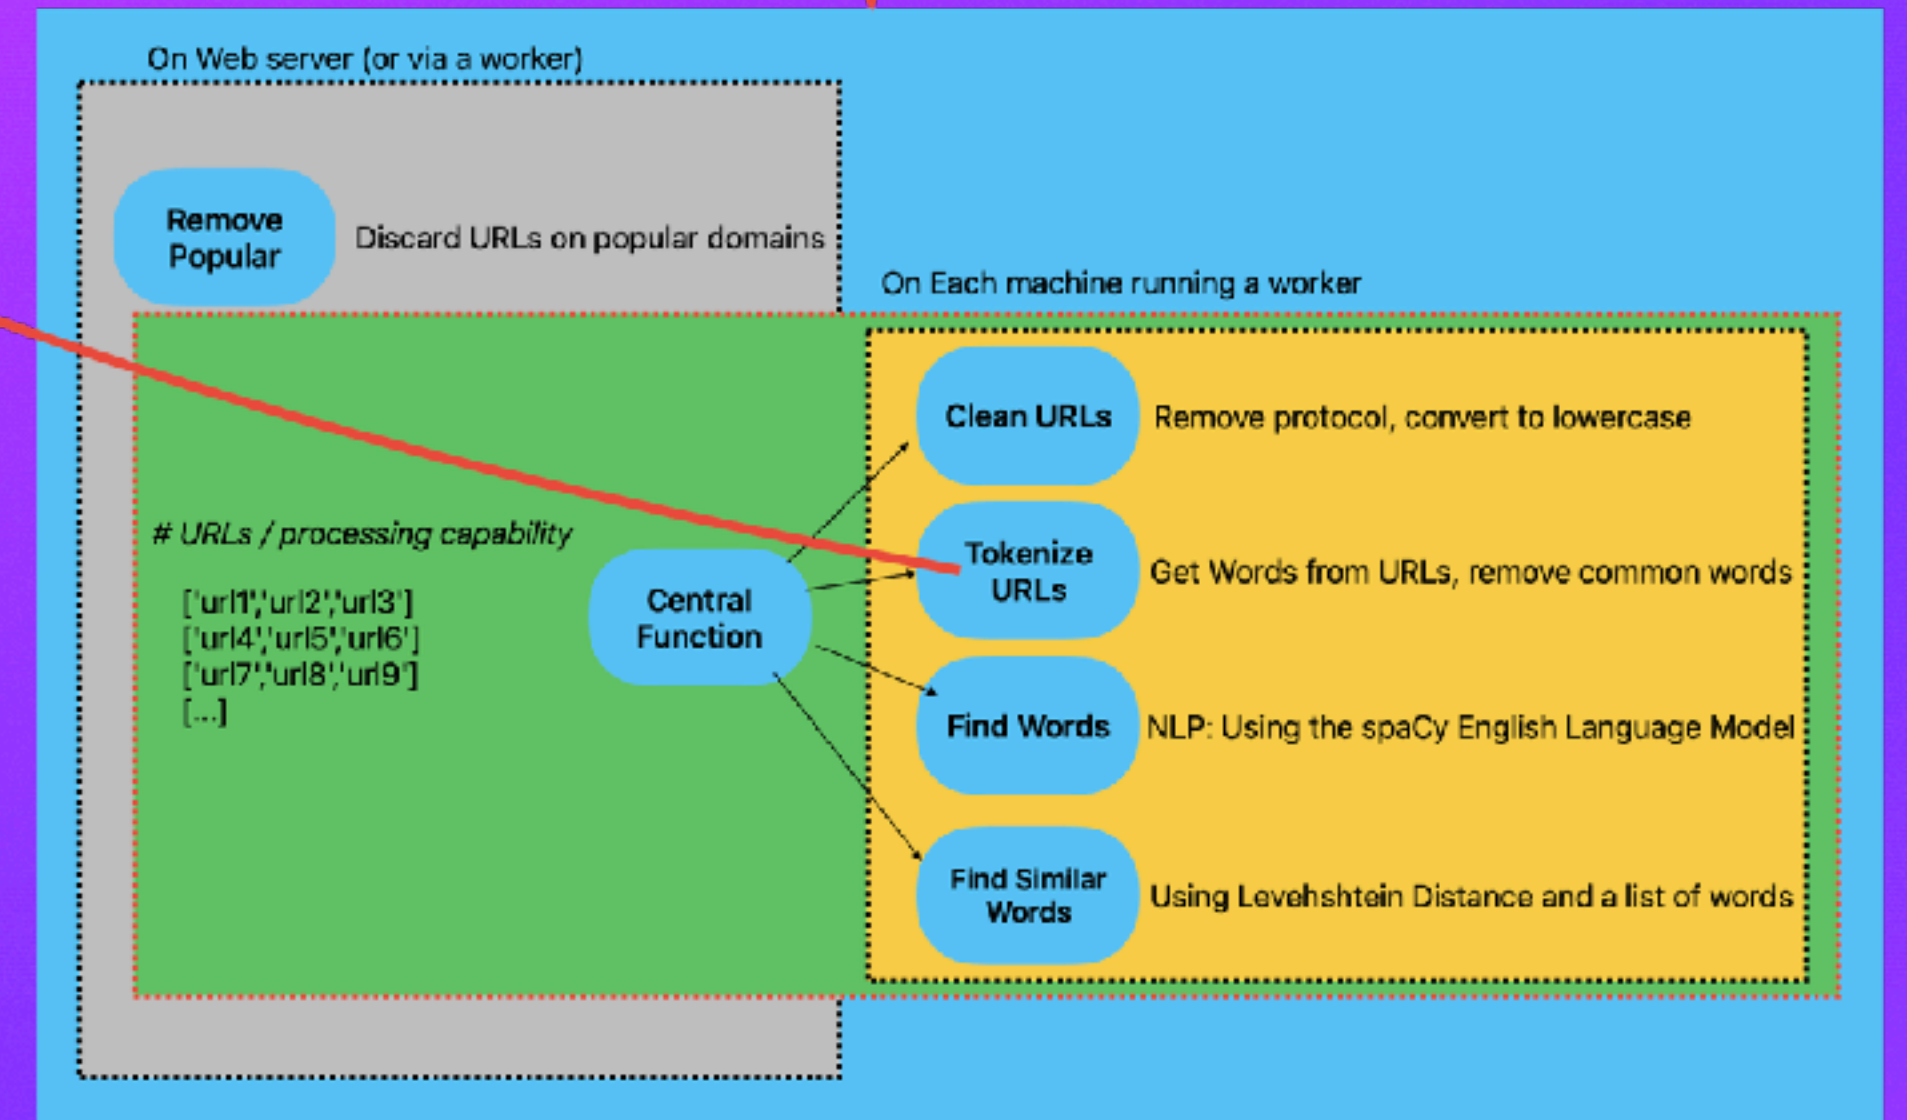 On Web server (or via a worker)
Remove
Popular
Discard URLs on popular domains
On Each machine running a worker
Clean URLs
Remove protocol, convert to lowercase
# URLs / processing capability
['url1','url2','url3']
['url4','url5','url6']
['url7','url8','url9']
[...]
Central
Function
Tokenize
URLs
Get Words from URLs, remove common words
Find Words
NLP: Using the spaCy English Language Model
Find Similar
Words
Using Levehshtein Distance and a list of words